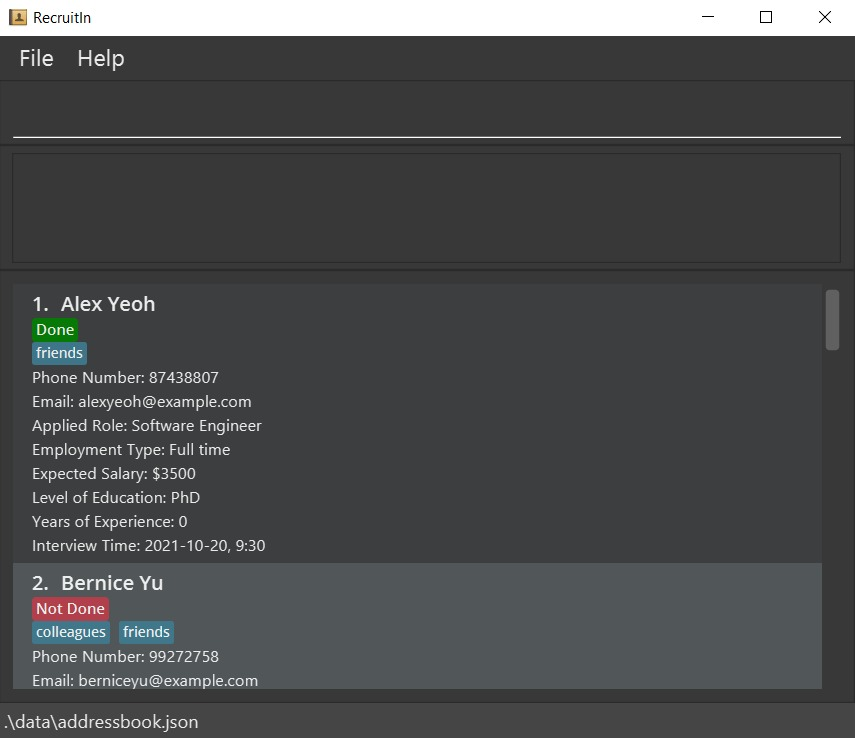 RecruitIn
File Help
1. Alex Yeoh
Done
friends
Phone Number: 87438807
Email: alexyeoh@example.com
Applied Role: Software Engineer
Employment Type: Full time
Expected Salary: $3500
Level of Education: PhD
Years of Experience: 0
Interview Time: 2021-10-20, 9:30
2. Bernice Yu
Not Done
colleagues friends
Phone Number: 99272758
Email: berniceyu@example.com
.\data\addressbook.json